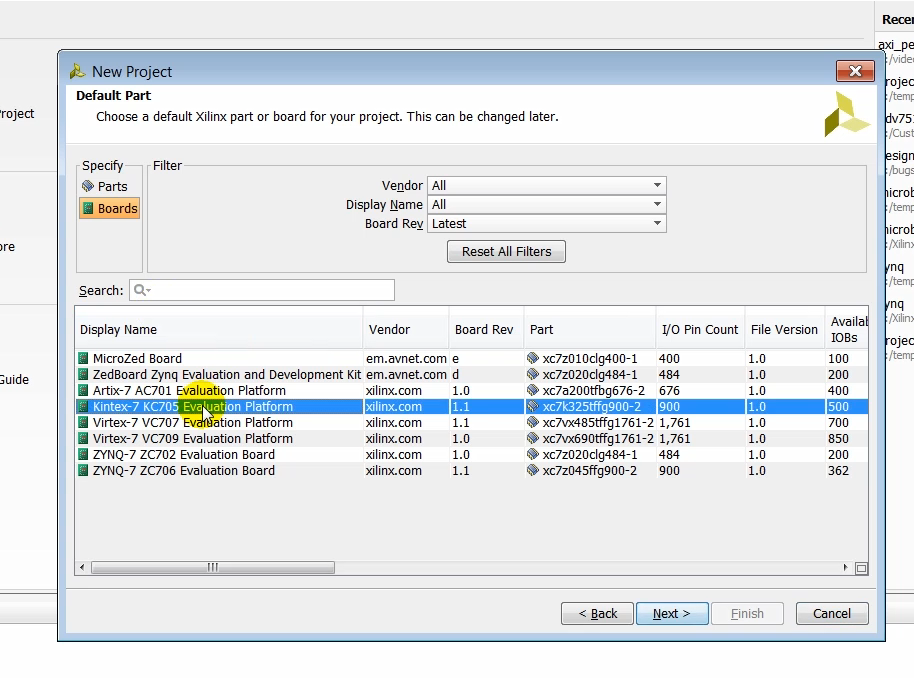 Recen
axi_pe
:/video
roject
rojec
:/temp
dv751
:/Cust
esign
:/bugs
microb
:/temp
ore
microb
:/Xilinx
ynq
:/temp
ynq
:/Xilinx
rojec
:/temp
Guide
New Project
Default Part
Choose a default Xilinx part or board for your project. This can be changed later.
Specify
Filter
Parts
Boards
Vendor All
Display Name All
Board Rev Latest
Reset All Filters
Search:
Display Name Vendor Board Rev Part I/O Pin Count File Version Availab
IOBs
MicroZed Board em.avnet.com e xc7z010clg400-1 400 1.0 100
ZedBoard Zynq Evaluation and Development Kit em.avnet.com d xc7z020clg484-1 484 1.0 200
Artix-7 AC701 Evaluation Platform xilinx.com 1.0 xc7a200tfbg676-2 676 1.0 400
Kintex-7 KC705 Evaluation Platform xilinx.com 1.1 xc7k325tffg900-2 900 1.0 500
Virtex-7 VC707 Evaluation Platform xilinx.com 1.1 xc7vx485tffg1761-2 1,761 1.0 700
Virtex-7 VC709 Evaluation Platform xilinx.com 1.0 xc7vx690tffg1761-2 1,761 1.0 850
ZYNQ-7 ZC702 Evaluation Board xilinx.com 1.0 xc7z020clg484-1 484 1.0 200
ZYNQ-7 ZC706 Evaluation Board xilinx.com 1.1 xc7z045ffg900-2 900 1.0 362
< Back
Next >
Finish
Cancel